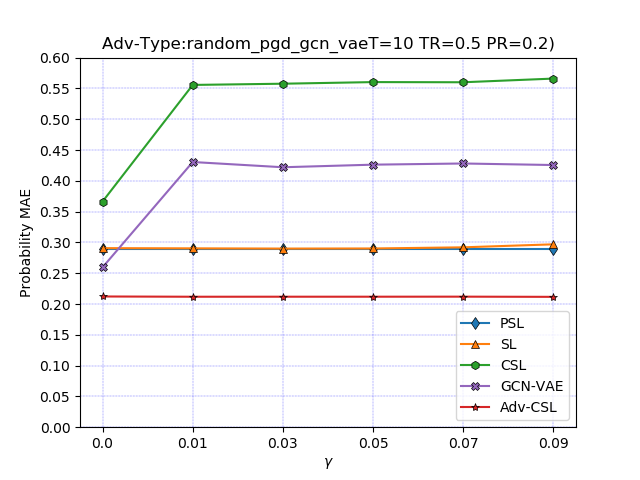 Adv-Type:random_pgd_gcn_vaeT=10 TR=0.5 PR=0.2)
Probability MAE
0.60
0.55
0.50
0.45
0.40
0.35
0.30
0.25
0.20
0.15
0.10
0.05
0.00
0.0 0.01 0.03 0.05 0.07 0.09
γ
PSL
SL
CSL
GCN-VAE
Adv-CSL